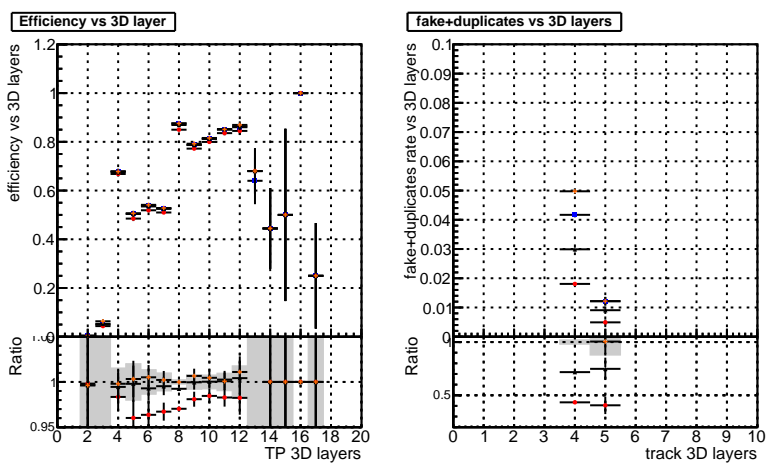 Efficiency vs 3D layer
efficiency vs 3D layers
1.2
1
0.8
0.6
0.4
0.2
0
Ratio
1
0.95
0 2 4 6 8 10 12 14 16 18 20
TP 3D layers
fake+duplicates vs 3D layers
fake+duplicates rate vs 3D layers
0.1
0.09
0.08
0.07
0.06
0.05
0.04
0.03
0.02
0.01
0
Ratio
0.5
0 1 2 3 4 5 6 7 8 9 10
track 3D layers